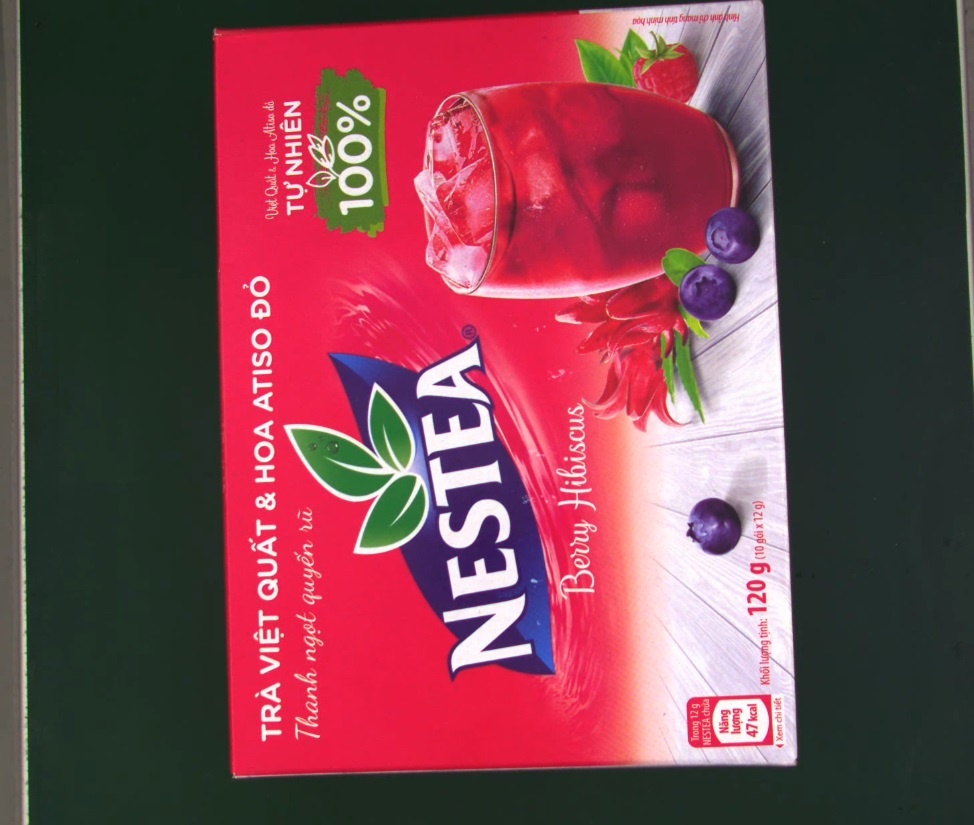 TRÀ VIỆT QUẤT & HOA ATISO ĐỎ
Thanh ngọt quyến rũ
Việt Quất & Hoa Atiso đỏ
TỰ NHIÊN
100%
NESTEA®
Berry Hibiscus
Trong 12 g
NESTEA chứa
Năng
lượng
47 kcal
Xem chi tiết
Khối lượng tịnh: 120 g (10 gói x 12 g)
Hình ảnh chỉ mang tính minh họa